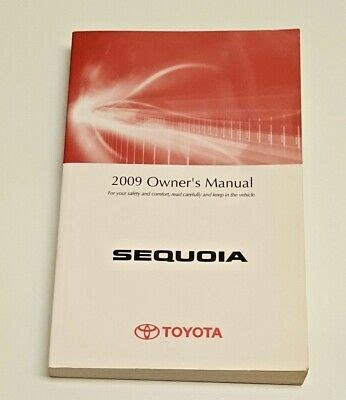 2009 Owner's Manual
For your safety and comfort, read carefully and keep in the vehicle.
SEQUOIA
TOYOTA